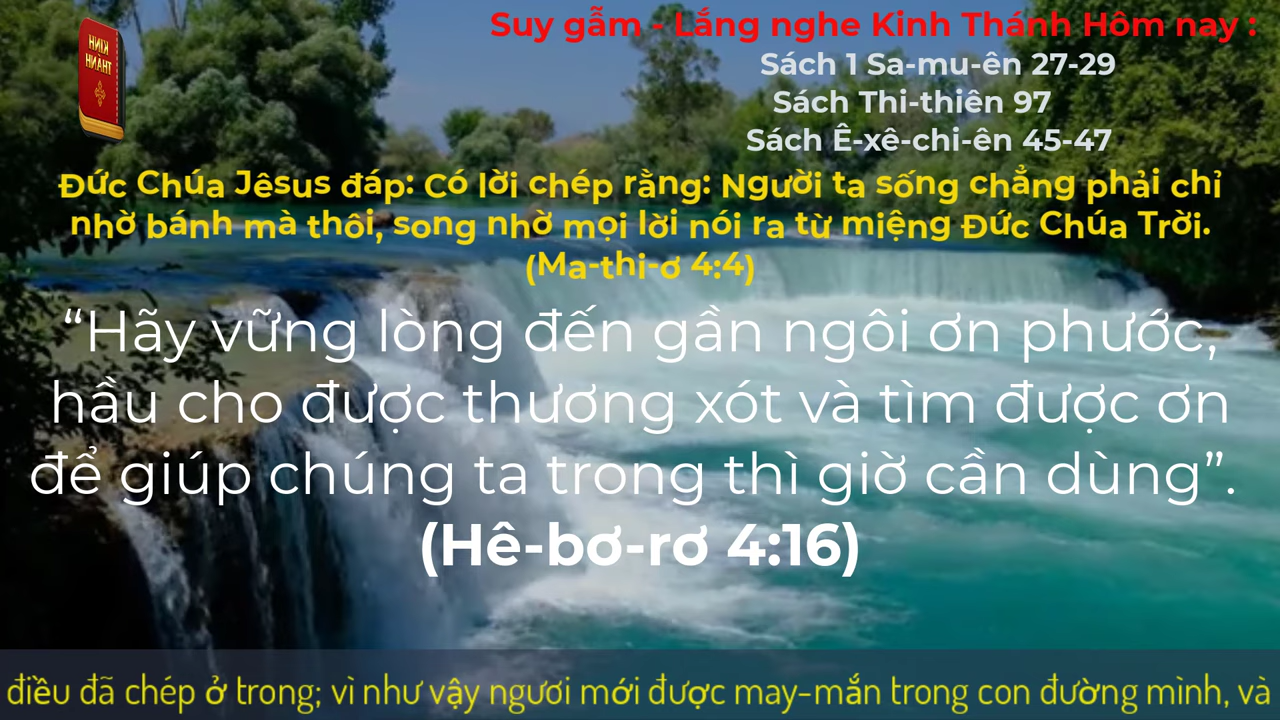 KINH
THÁNH
Suy gẫm - Lắng nghe Kinh Thánh Hôm nay :
Sách 1 Sa-mu-ên 27-29
Sách Thi-thiên 97
Sách Ê-xê-chi-ên 45-47
Đức Chúa Jêsus đáp: Có lời chép rằng: Người ta sống chẳng phải chỉ
nhờ bánh mà thôi, song nhờ mọi lời nói ra từ miệng Đức Chúa Trời.
(Ma-thi-ơ 4:4)
“Hãy vững lòng đến gần ngôi ơn phước,
hầu cho được thương xót và tìm được ơn
để giúp chúng ta trong thì giờ cần dùng”.
(Hê-bơ-rơ 4:16)
điều đã chép ở trong; vì như vậy ngươi mới được may-mắn trong con đường mình, và